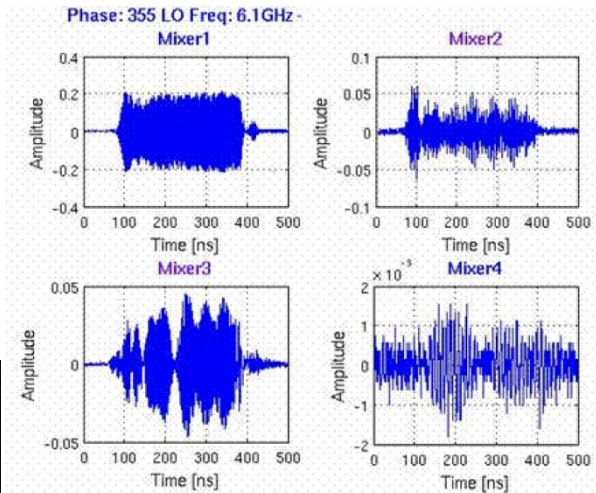 Phase: 355 LO Freq: 6.1GHz -
Mixer1
Amplitude
0.4
0.2
0
-0.2
-0.4
0 100 200 300 400 500
Time [ns]
Mixer2
Amplitude
0.1
0.05
0
-0.05
-0.1
0 100 200 300 400 500
Time [ns]
Mixer3
Amplitude
0.05
0
-0.05
0 100 200 300 400 500
Time [ns]
× 10⁻³
Mixer4
Amplitude
2
1
0
-1
-2
0 100 200 300 400 500
Time [ns]